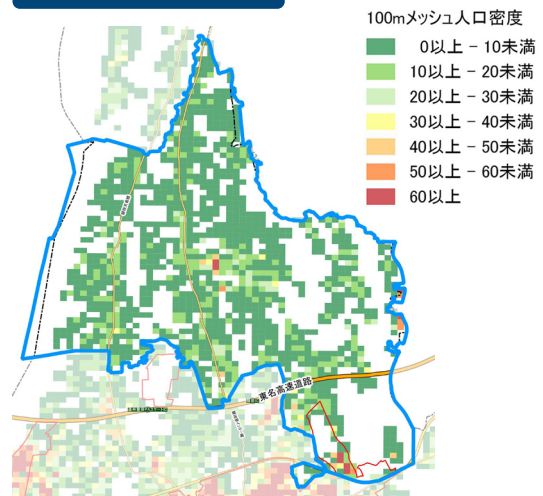 100mメッシュ人口密度
0以上 - 10未満
10以上 - 20未満
20以上 - 30未満
30以上 - 40未満
40以上 - 50未満
50以上 - 60未満
60以上
東名高速道路